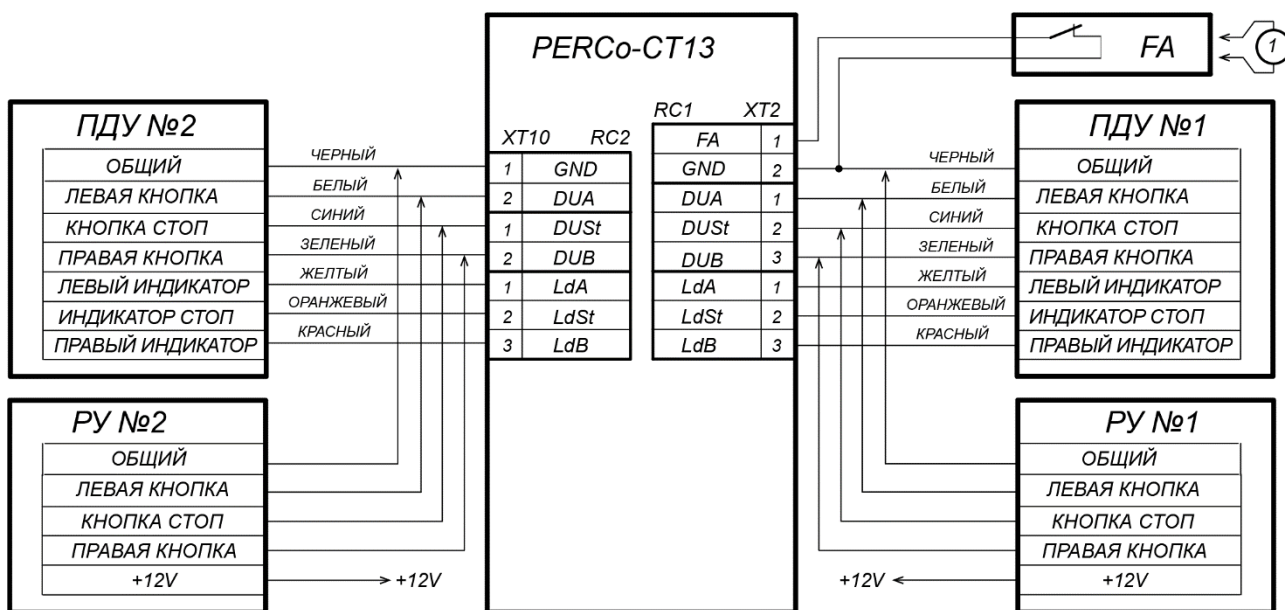 PERCo-CT13
FA
1
ПДУ №2
ОБЩИЙ
ЛЕВАЯ КНОПКА
КНОПКА СТОП
ПРАВАЯ КНОПКА
ЛЕВЫЙ ИНДИКАТОР
ИНДИКАТОР СТОП
ПРАВЫЙ ИНДИКАТОР
ЧЕРНЫЙ
БЕЛЫЙ
СИНИЙ
ЗЕЛЕНЫЙ
ЖЕЛТЫЙ
ОРАНЖЕВЫЙ
КРАСНЫЙ
XT10 RC2
1 GND
2 DUA
1 DUSt
2 DUB
1 LdA
2 LdSt
3 LdB
RC1 XT2
FA 1
GND 2
DUA 1
DUSt 2
DUB 3
LdA 1
LdSt 2
LdB 3
ЧЕРНЫЙ
БЕЛЫЙ
СИНИЙ
ЗЕЛЕНЫЙ
ЖЕЛТЫЙ
ОРАНЖЕВЫЙ
КРАСНЫЙ
ПДУ №1
ОБЩИЙ
ЛЕВАЯ КНОПКА
КНОПКА СТОП
ПРАВАЯ КНОПКА
ЛЕВЫЙ ИНДИКАТОР
ИНДИКАТОР СТОП
ПРАВЫЙ ИНДИКАТОР
РУ №2
ОБЩИЙ
ЛЕВАЯ КНОПКА
КНОПКА СТОП
ПРАВАЯ КНОПКА
+12V
+12V
РУ №1
ОБЩИЙ
ЛЕВАЯ КНОПКА
КНОПКА СТОП
ПРАВАЯ КНОПКА
+12V
+12V